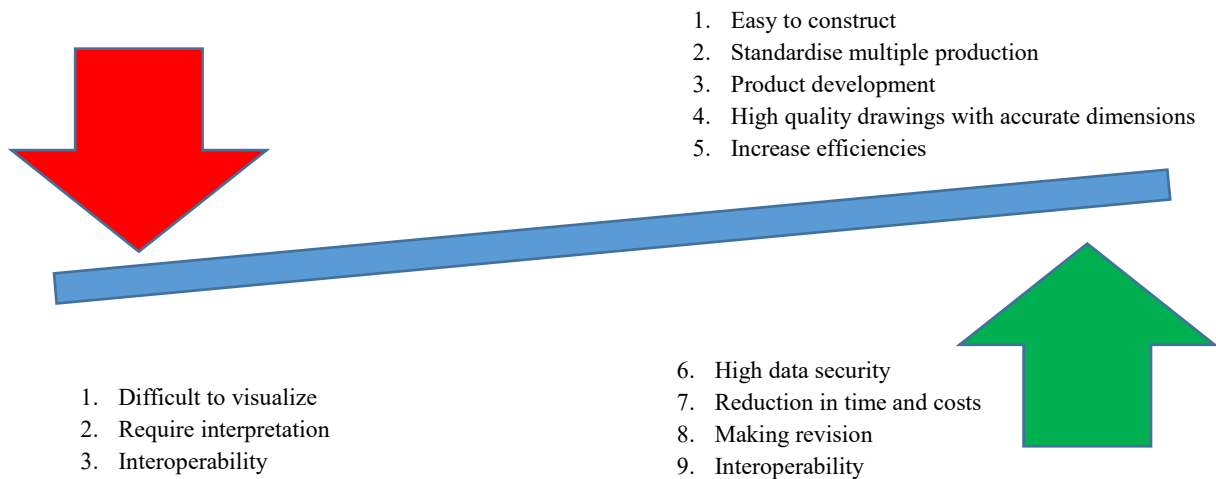 1. Easy to construct
2. Standardise multiple production
3. Product development
4. High quality drawings with accurate dimensions
5. Increase efficiencies
1. Difficult to visualize
2. Require interpretation
3. Interoperability
6. High data security
7. Reduction in time and costs
8. Making revision
9. Interoperability